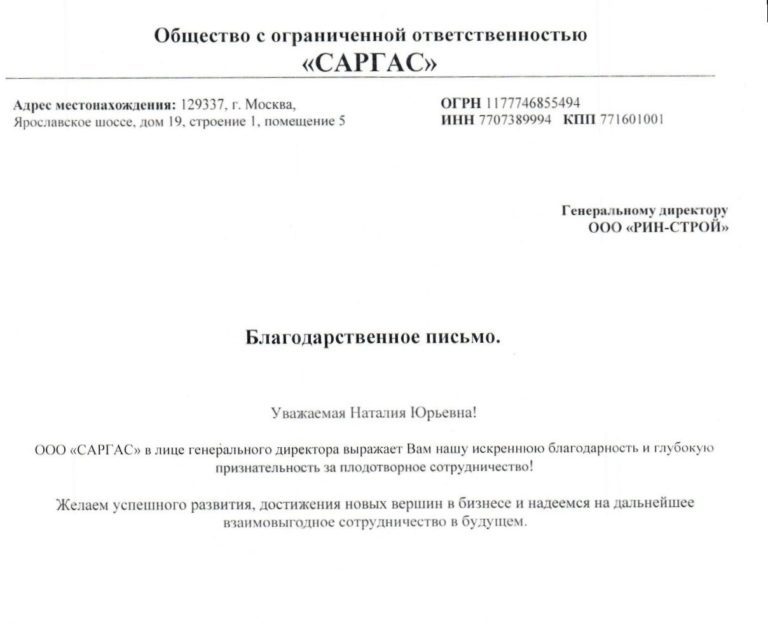 Общество с ограниченной ответственностью
«САРГАС»
Адрес местонахождения: 129337, г. Москва,
Ярославское шоссе, дом 19, строение 1, помещение 5
ОГРН 1177746855494
ИНН 7707389994 КПП 771601001
Генеральному директору
ООО «РИН-СТРОЙ»
Благодарственное письмо.
Уважаемая Наталия Юрьевна!
ООО «САРГАС» в лице генерального директора выражает Вам нашу искреннюю благодарность и глубокую
признательность за плодотворное сотрудничество!
Желаем успешного развития, достижения новых вершин в бизнесе и надеемся на дальнейшее
взаимовыгодное сотрудничество в будущем.